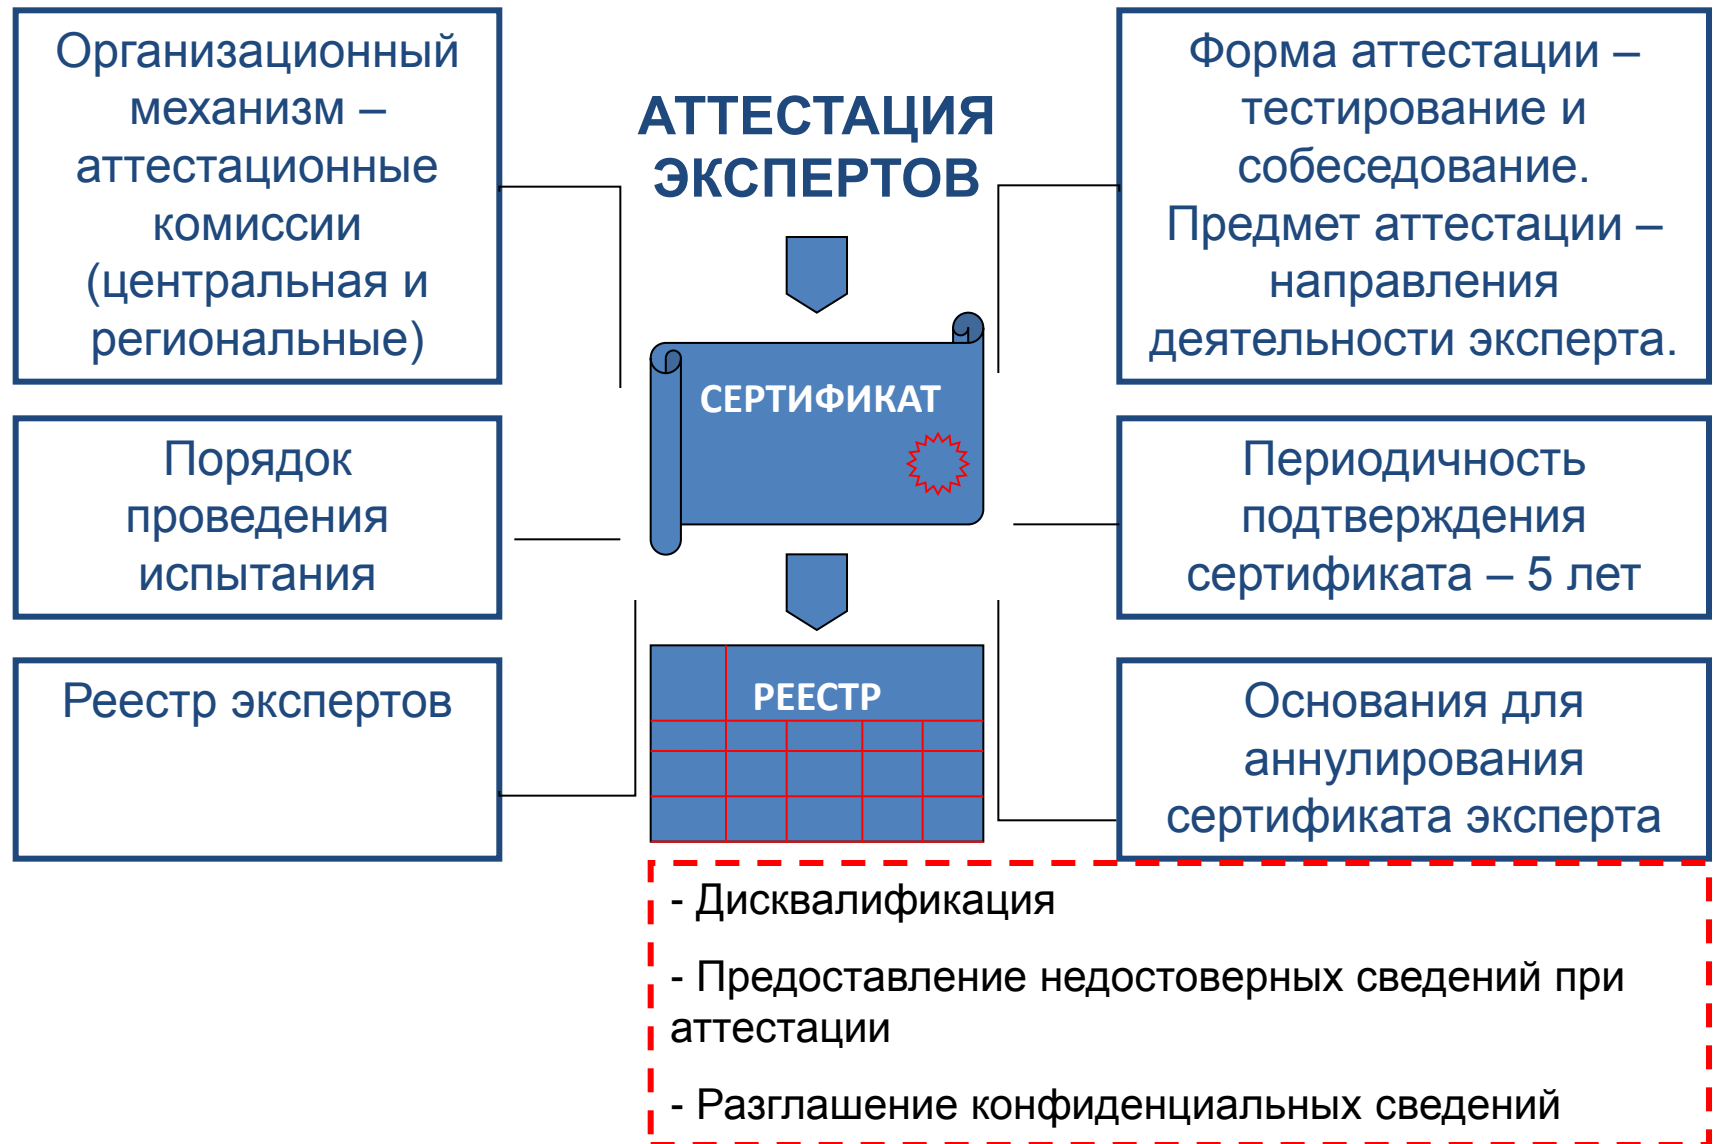 Организационный
механизм –
аттестационные
комиссии
(центральная и
региональные)
АТТЕСТАЦИЯ
ЭКСПЕРТОВ
Форма аттестации –
тестирование и
собеседование.
Предмет аттестации –
направления
деятельности эксперта.
СЕРТИФИКАТ
Порядок
проведения
испытания
Периодичность
подтверждения
сертификата – 5 лет
Реестр экспертов
РЕЕСТР
Основания для
аннулирования
сертификата эксперта
- Дисквалификация
- Предоставление недостоверных сведений при
аттестации
- Разглашение конфиденциальных сведений